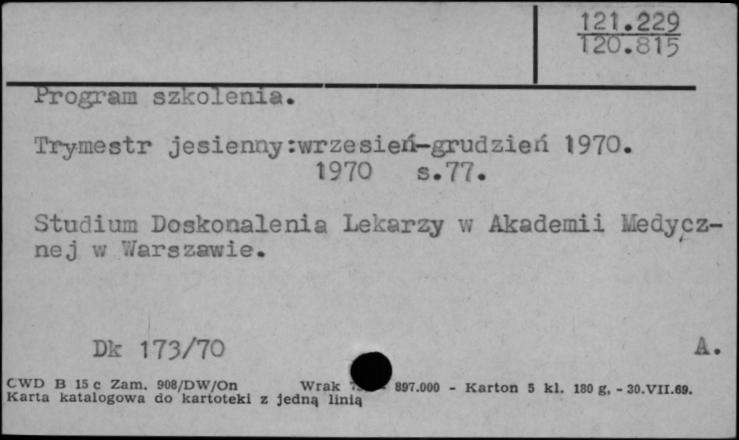 121.229
120.815
Program szkolenia.
Trymestr jesienny:wrzesień-grudzień 1970.
1970 s.77.
Studium Doskonalenia Lekarzy w Akademii Medycz-
nej w Warszawie.
Dk 173/70 A.
CWD B 15 c Zam. 908/DW/On Wrak 897.000 - Karton 5 kl. 180 g, - 30.VII.69.
Karta katalogowa do kartoteki z jedną linią